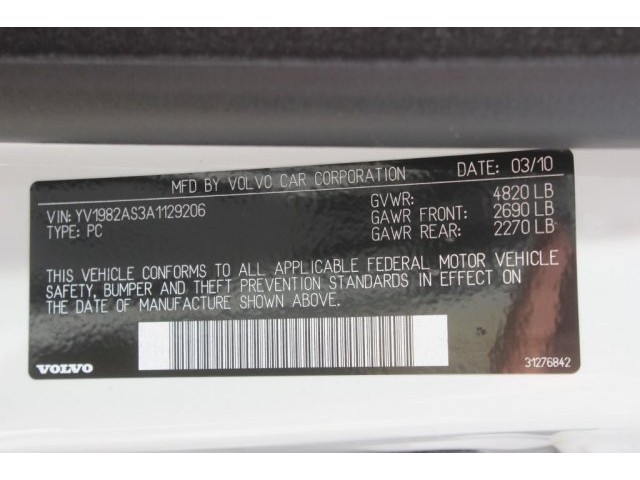 MFD BY VOLVO CAR CORPORATION DATE: 03/10
VIN: YV1982AS3A1129206 GVWR: 4820 LB
TYPE: PC GAWR FRONT: 2690 LB
GAWR REAR: 2270 LB
THIS VEHICLE CONFORMS TO ALL APPLICABLE FEDERAL MOTOR VEHICLE
SAFETY, BUMPER AND THEFT PREVENTION STANDARDS IN EFFECT ON
THE DATE OF MANUFACTURE SHOWN ABOVE.
VOLVO 31276842